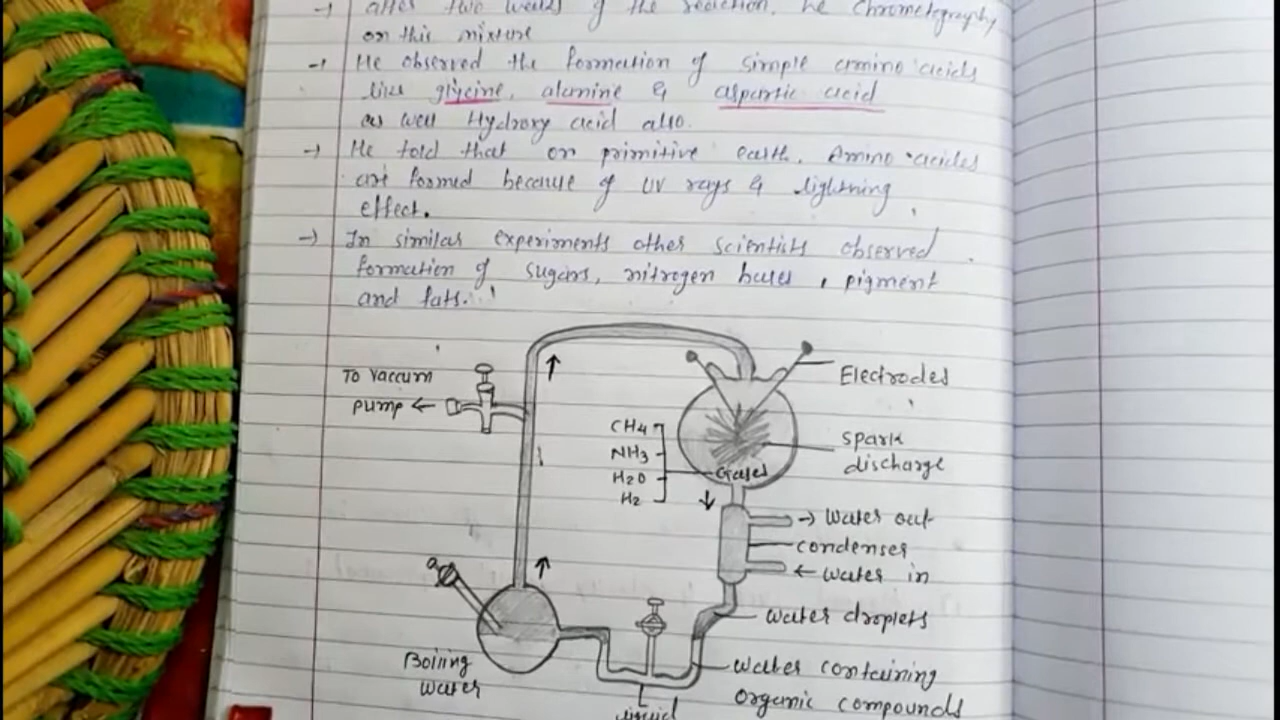 → after two weeks of the reaction, he chrometography
on this mixture
→ He observed the formation of simple amino acids
like glycine, alanine & aspartic acid
as well Hydroxy acid also.
→ He told that on primitive earth, Amino acids
are formed because of UV rays & lightning
effect.
→ In similar experiments other scientists observed
formation of sugars, nitrogen bases, pigment
and fats.
To vaccum
pump ←
Electrodes
CH4
NH3
H2O
H2
Gases
spark
discharge
→ Water out
condenser
← Water in
Water droplets
Boiling
water
Water containing
organic compounds
liquid